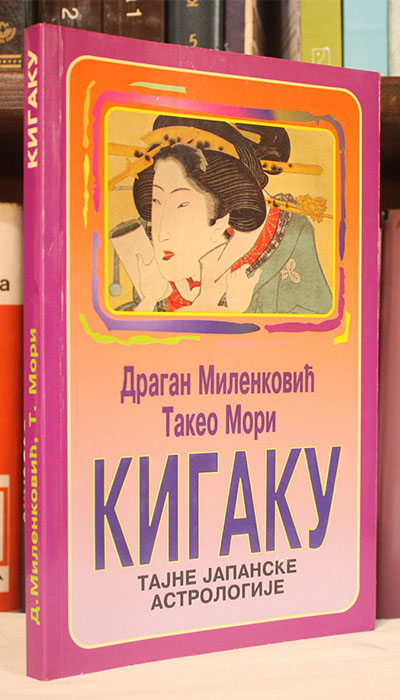 КИГАКУ
Д. Миленковић, Т. Мори
Драган Миленковић
Такео Мори
КИГАКУ
ТАЈНЕ ЈАПАНСКЕ
АСТРОЛОГИЈЕ